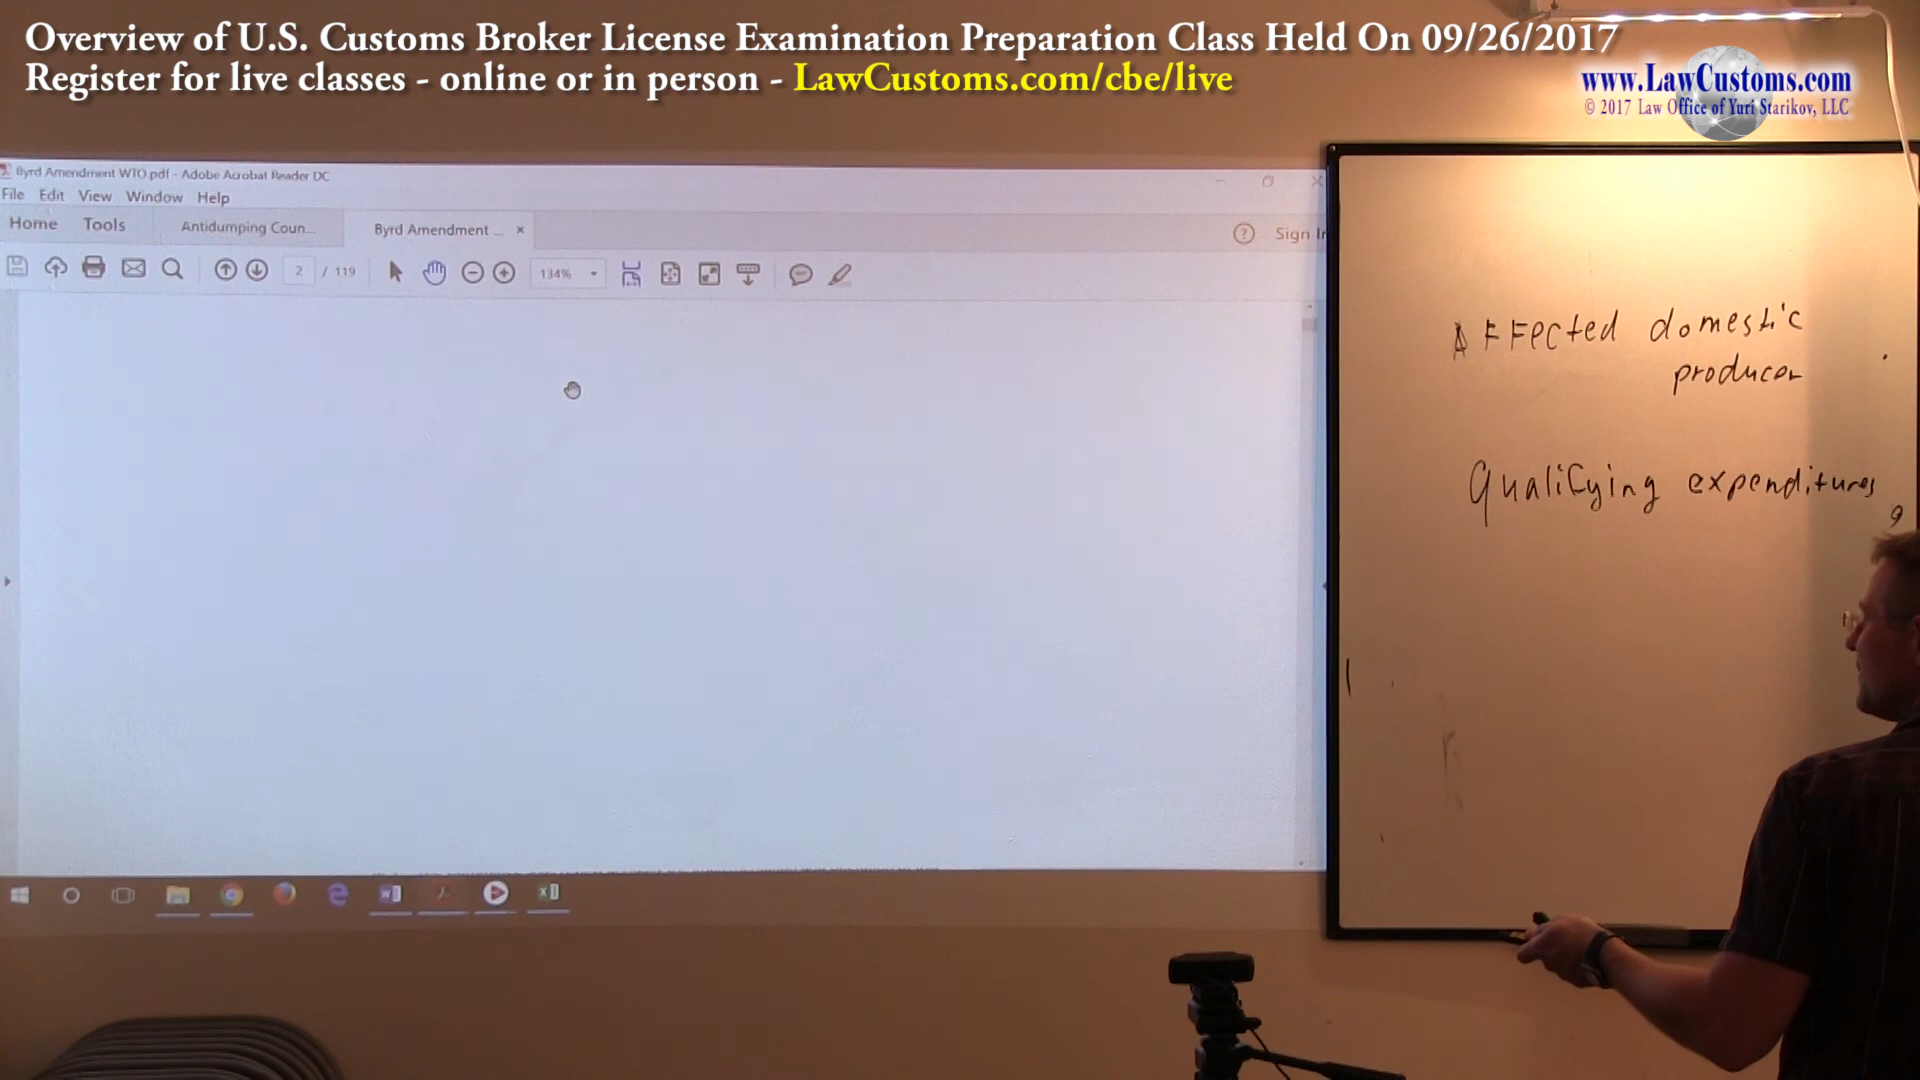 Overview of U.S. Customs Broker License Examination Preparation Class Held On 09/26/2017
Register for live classes - online or in person - LawCustoms.com/cbe/live
www.LawCustoms.com
© 2017 Law Office of Yuri Starikov, LLC
Byrd Amendment WTO.pdf - Adobe Acrobat Reader DC
File Edit View Window Help
Home Tools Antidumping Coun... Byrd Amendment ... × Sign In
2 / 119 134%
Affected domestic
producer
Qualifying expenditures